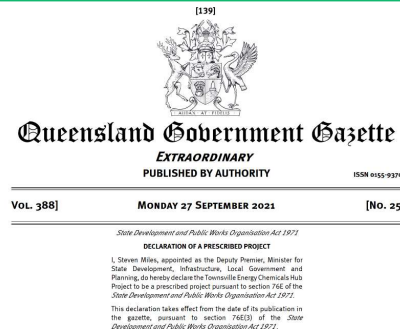 [139]
AUDAX AT FIDELIS
Queensland Government Gazette
EXTRAORDINARY
PUBLISHED BY AUTHORITY
ISSN 0155-9370
VOL. 388]
MONDAY 27 SEPTEMBER 2021
[NO. 25
State Development and Public Works Organisation Act 1971
DECLARATION OF A PRESCRIBED PROJECT
I, Steven Miles, appointed as the Deputy Premier, Minister for
State Development, Infrastructure, Local Government and
Planning, do hereby declare the Townsville Energy Chemicals Hub
Project to be a prescribed project pursuant to section 76E of the
State Development and Public Works Organisation Act 1971.
This declaration takes effect from the date of its publication in
the gazette, pursuant to section 76E(3) of the State
Development and Public Works Organisation Act 1971.